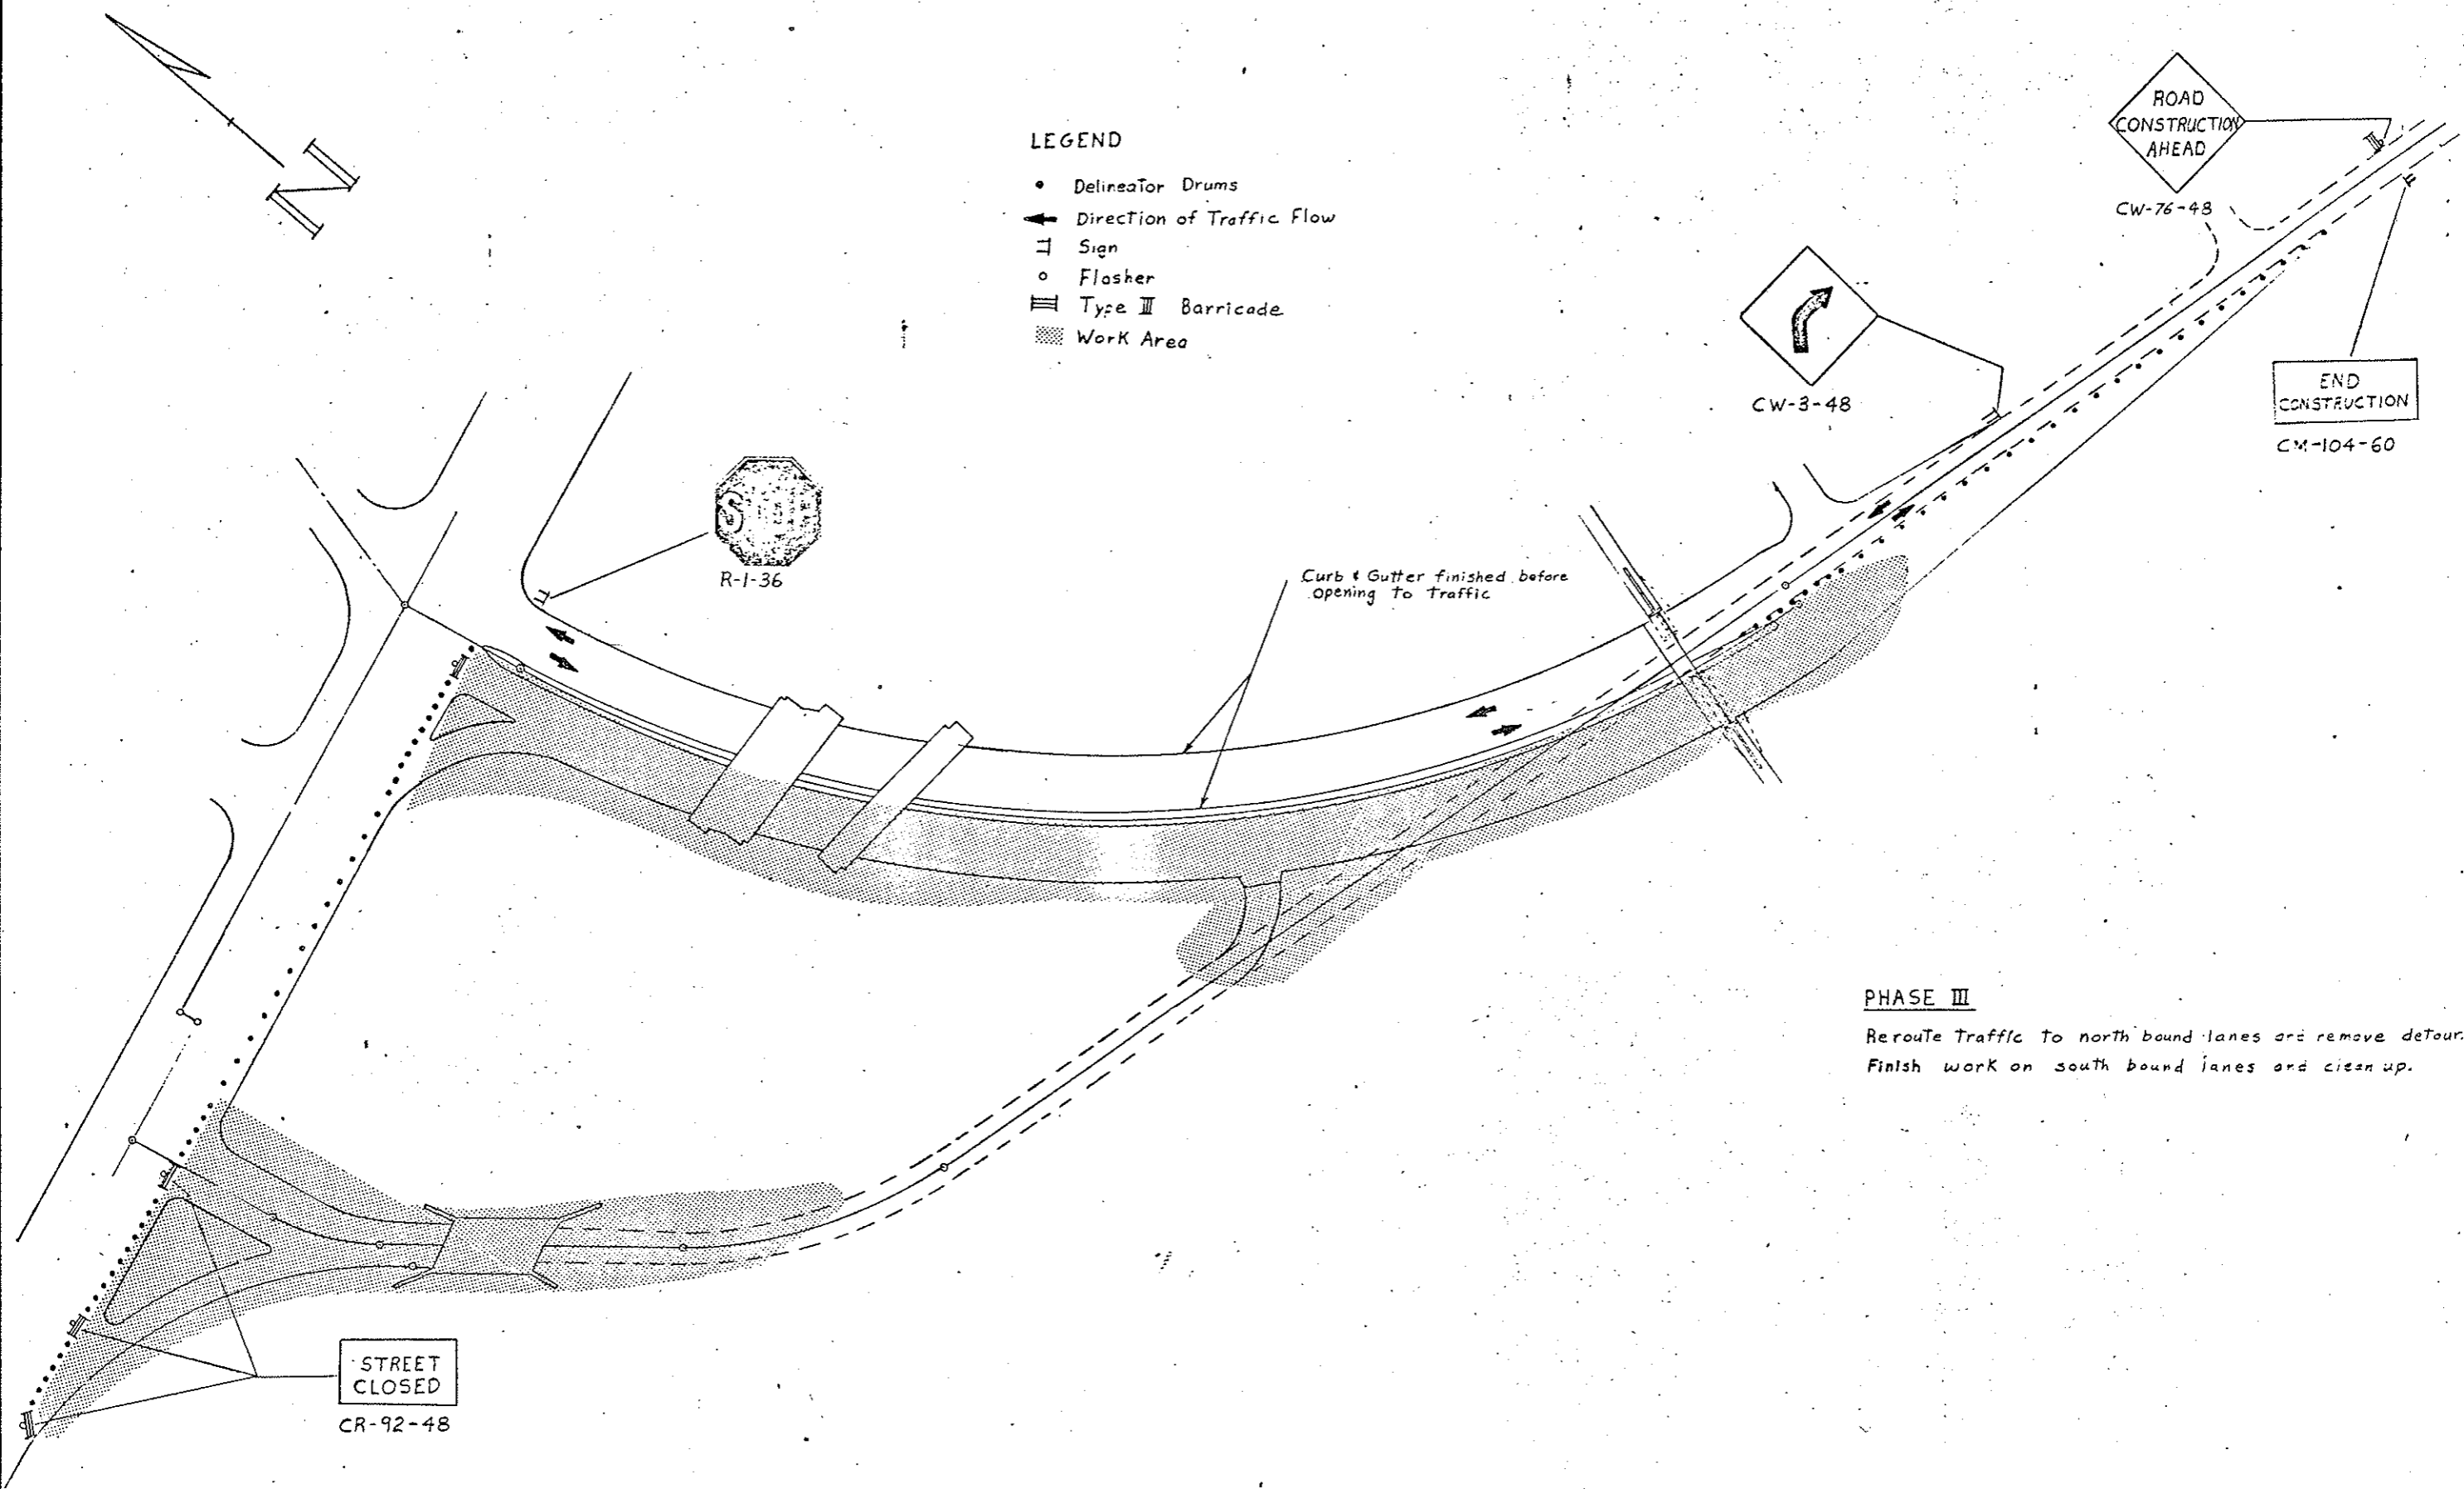 N
LEGEND
Delineator Drums
Direction of Traffic Flow
Sign
Flasher
Type III Barricade
Work Area
ROAD
CONSTRUCTION
AHEAD
CW-76-48
CW-3-48
END
CONSTRUCTION
CM-104-60
STOP
R-1-36
Curb & Gutter finished before
opening to traffic
PHASE III
Reroute Traffic to north bound lanes and remove detour.
Finish work on south bound lanes and clean up.
STREET
CLOSED
CR-92-48